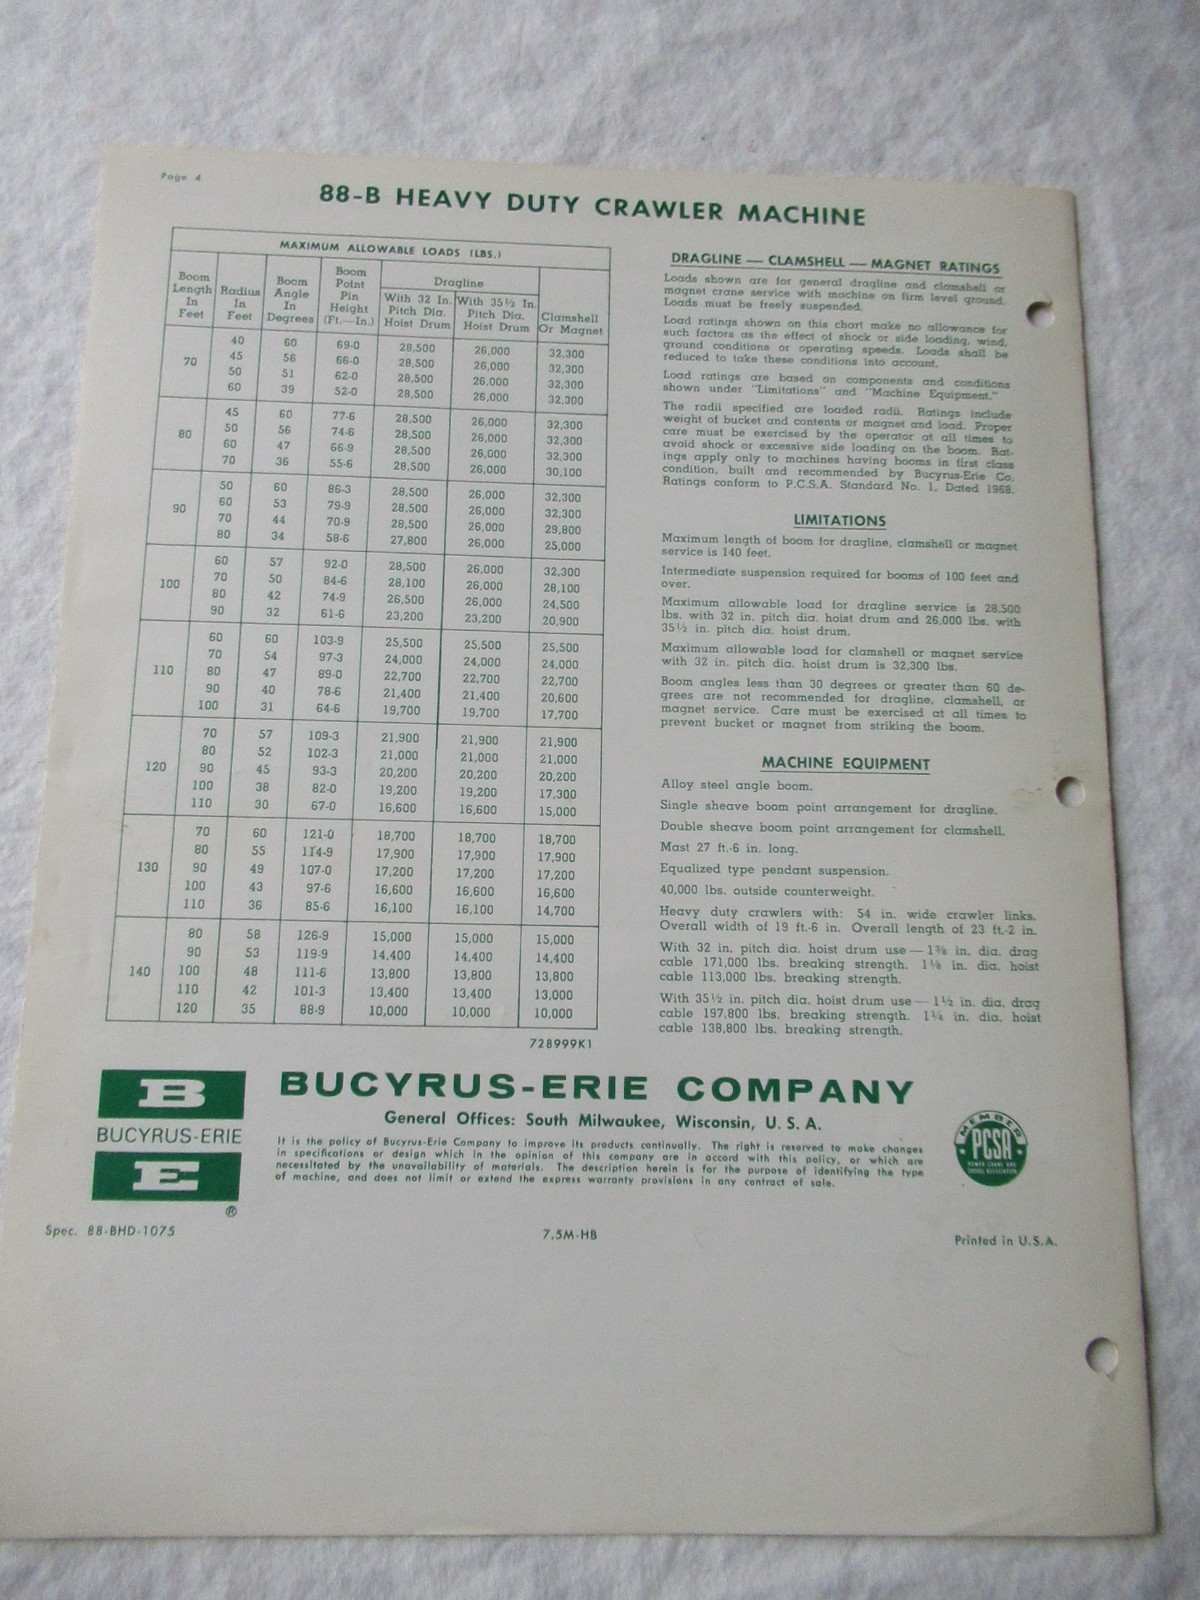 Page 4
88-B HEAVY DUTY CRAWLER MACHINE
MAXIMUM ALLOWABLE LOADS (LBS.)
Boom Length In Feet | Radius In Feet | Boom Angle In Degrees | Boom Point Pin Height (Ft.—In.) | Dragline With 32 In. Pitch Dia. Hoist Drum | Dragline With 35½ In. Pitch Dia. Hoist Drum | Clamshell Or Magnet
70 | 40 | 60 | 69-0 | 28,500 | 26,000 | 32,300
45 | 56 | 66-0 | 28,500 | 26,000 | 32,300
50 | 51 | 62-0 | 28,500 | 26,000 | 32,300
60 | 39 | 52-0 | 28,500 | 26,000 | 32,300
80 | 45 | 60 | 77-6 | 28,500 | 26,000 | 32,300
50 | 56 | 74-6 | 28,500 | 26,000 | 32,300
60 | 47 | 66-9 | 28,500 | 26,000 | 32,300
70 | 36 | 55-6 | 28,500 | 26,000 | 30,100
90 | 50 | 60 | 86-3 | 28,500 | 26,000 | 32,300
60 | 53 | 79-9 | 28,500 | 26,000 | 32,300
70 | 44 | 70-9 | 28,500 | 26,000 | 29,800
80 | 34 | 58-6 | 27,800 | 26,000 | 25,000
100 | 60 | 57 | 92-0 | 28,500 | 26,000 | 32,300
70 | 50 | 84-6 | 28,100 | 26,000 | 28,100
80 | 42 | 74-9 | 26,500 | 26,000 | 24,500
90 | 32 | 61-6 | 23,200 | 23,200 | 20,900
110 | 60 | 60 | 103-9 | 25,500 | 25,500 | 25,500
70 | 54 | 97-3 | 24,000 | 24,000 | 24,000
80 | 47 | 89-0 | 22,700 | 22,700 | 22,700
90 | 40 | 78-6 | 21,400 | 21,400 | 20,600
100 | 31 | 64-6 | 19,700 | 19,700 | 17,700
120 | 70 | 57 | 109-3 | 21,900 | 21,900 | 21,900
80 | 52 | 102-3 | 21,000 | 21,000 | 21,000
90 | 45 | 93-3 | 20,200 | 20,200 | 20,200
100 | 38 | 82-0 | 19,200 | 19,200 | 17,300
110 | 30 | 67-0 | 16,600 | 16,600 | 15,000
130 | 70 | 60 | 121-0 | 18,700 | 18,700 | 18,700
80 | 55 | 114-9 | 17,900 | 17,900 | 17,900
90 | 49 | 107-0 | 17,200 | 17,200 | 17,200
100 | 43 | 97-6 | 16,600 | 16,600 | 16,600
110 | 36 | 85-6 | 16,100 | 16,100 | 14,700
140 | 80 | 58 | 126-9 | 15,000 | 15,000 | 15,000
90 | 53 | 119-9 | 14,400 | 14,400 | 14,400
100 | 48 | 111-6 | 13,800 | 13,800 | 13,800
110 | 42 | 101-3 | 13,400 | 13,400 | 13,000
120 | 35 | 88-9 | 10,000 | 10,000 | 10,000
728999K1
DRAGLINE — CLAMSHELL — MAGNET RATINGS
Loads shown are for general dragline and clamshell or
magnet crane service with machine on firm level ground.
Loads must be freely suspended.
Load ratings shown on this chart make no allowance for
such factors as the effect of shock or side loading, wind,
ground conditions or operating speeds. Loads shall be
reduced to take these conditions into account.
Load ratings are based on components and conditions
shown under "Limitations" and "Machine Equipment."
The radii specified are loaded radii. Ratings include
weight of bucket and contents or magnet and load. Proper
care must be exercised by the operator at all times to
avoid shock or excessive side loading on the boom. Rat-
ings apply only to machines having booms in first class
condition, built and recommended by Bucyrus-Erie Co.
Ratings conform to P.C.S.A. Standard No. 1, Dated 1968.
LIMITATIONS
Maximum length of boom for dragline, clamshell or magnet
service is 140 feet.
Intermediate suspension required for booms of 100 feet and
over.
Maximum allowable load for dragline service is 28,500
lbs. with 32 in. pitch dia. hoist drum and 26,000 lbs. with
35½ in. pitch dia. hoist drum.
Maximum allowable load for clamshell or magnet service
with 32 in. pitch dia. hoist drum is 32,300 lbs.
Boom angles less than 30 degrees or greater than 60 de-
grees are not recommended for dragline, clamshell, or
magnet service. Care must be exercised at all times to
prevent bucket or magnet from striking the boom.
MACHINE EQUIPMENT
Alloy steel angle boom.
Single sheave boom point arrangement for dragline.
Double sheave boom point arrangement for clamshell.
Mast 27 ft.-6 in. long.
Equalized type pendant suspension.
40,000 lbs. outside counterweight.
Heavy duty crawlers with: 54 in. wide crawler links.
Overall width of 19 ft.-6 in. Overall length of 23 ft.-2 in.
With 32 in. pitch dia. hoist drum use — 1⅜ in. dia. drag
cable 171,000 lbs. breaking strength. 1⅛ in. dia. hoist
cable 113,000 lbs. breaking strength.
With 35½ in. pitch dia. hoist drum use — 1½ in. dia. drag
cable 197,800 lbs. breaking strength. 1¼ in. dia. hoist
cable 138,800 lbs. breaking strength.
B
BUCYRUS-ERIE
E
®
BUCYRUS-ERIE COMPANY
General Offices: South Milwaukee, Wisconsin, U. S. A.
It is the policy of Bucyrus-Erie Company to improve its products continually. The right is reserved to make changes
in specifications or design which in the opinion of this company are in accord with this policy, or which are
necessitated by the unavailability of materials. The description herein is for the purpose of identifying the type
of machine, and does not limit or extend the express warranty provisions in any contract of sale.
MEMBER
PCSA
POWER CRANE AND
SHOVEL ASSOCIATION
Spec. 88-BHD-1075
7.5M-HB
Printed in U.S.A.